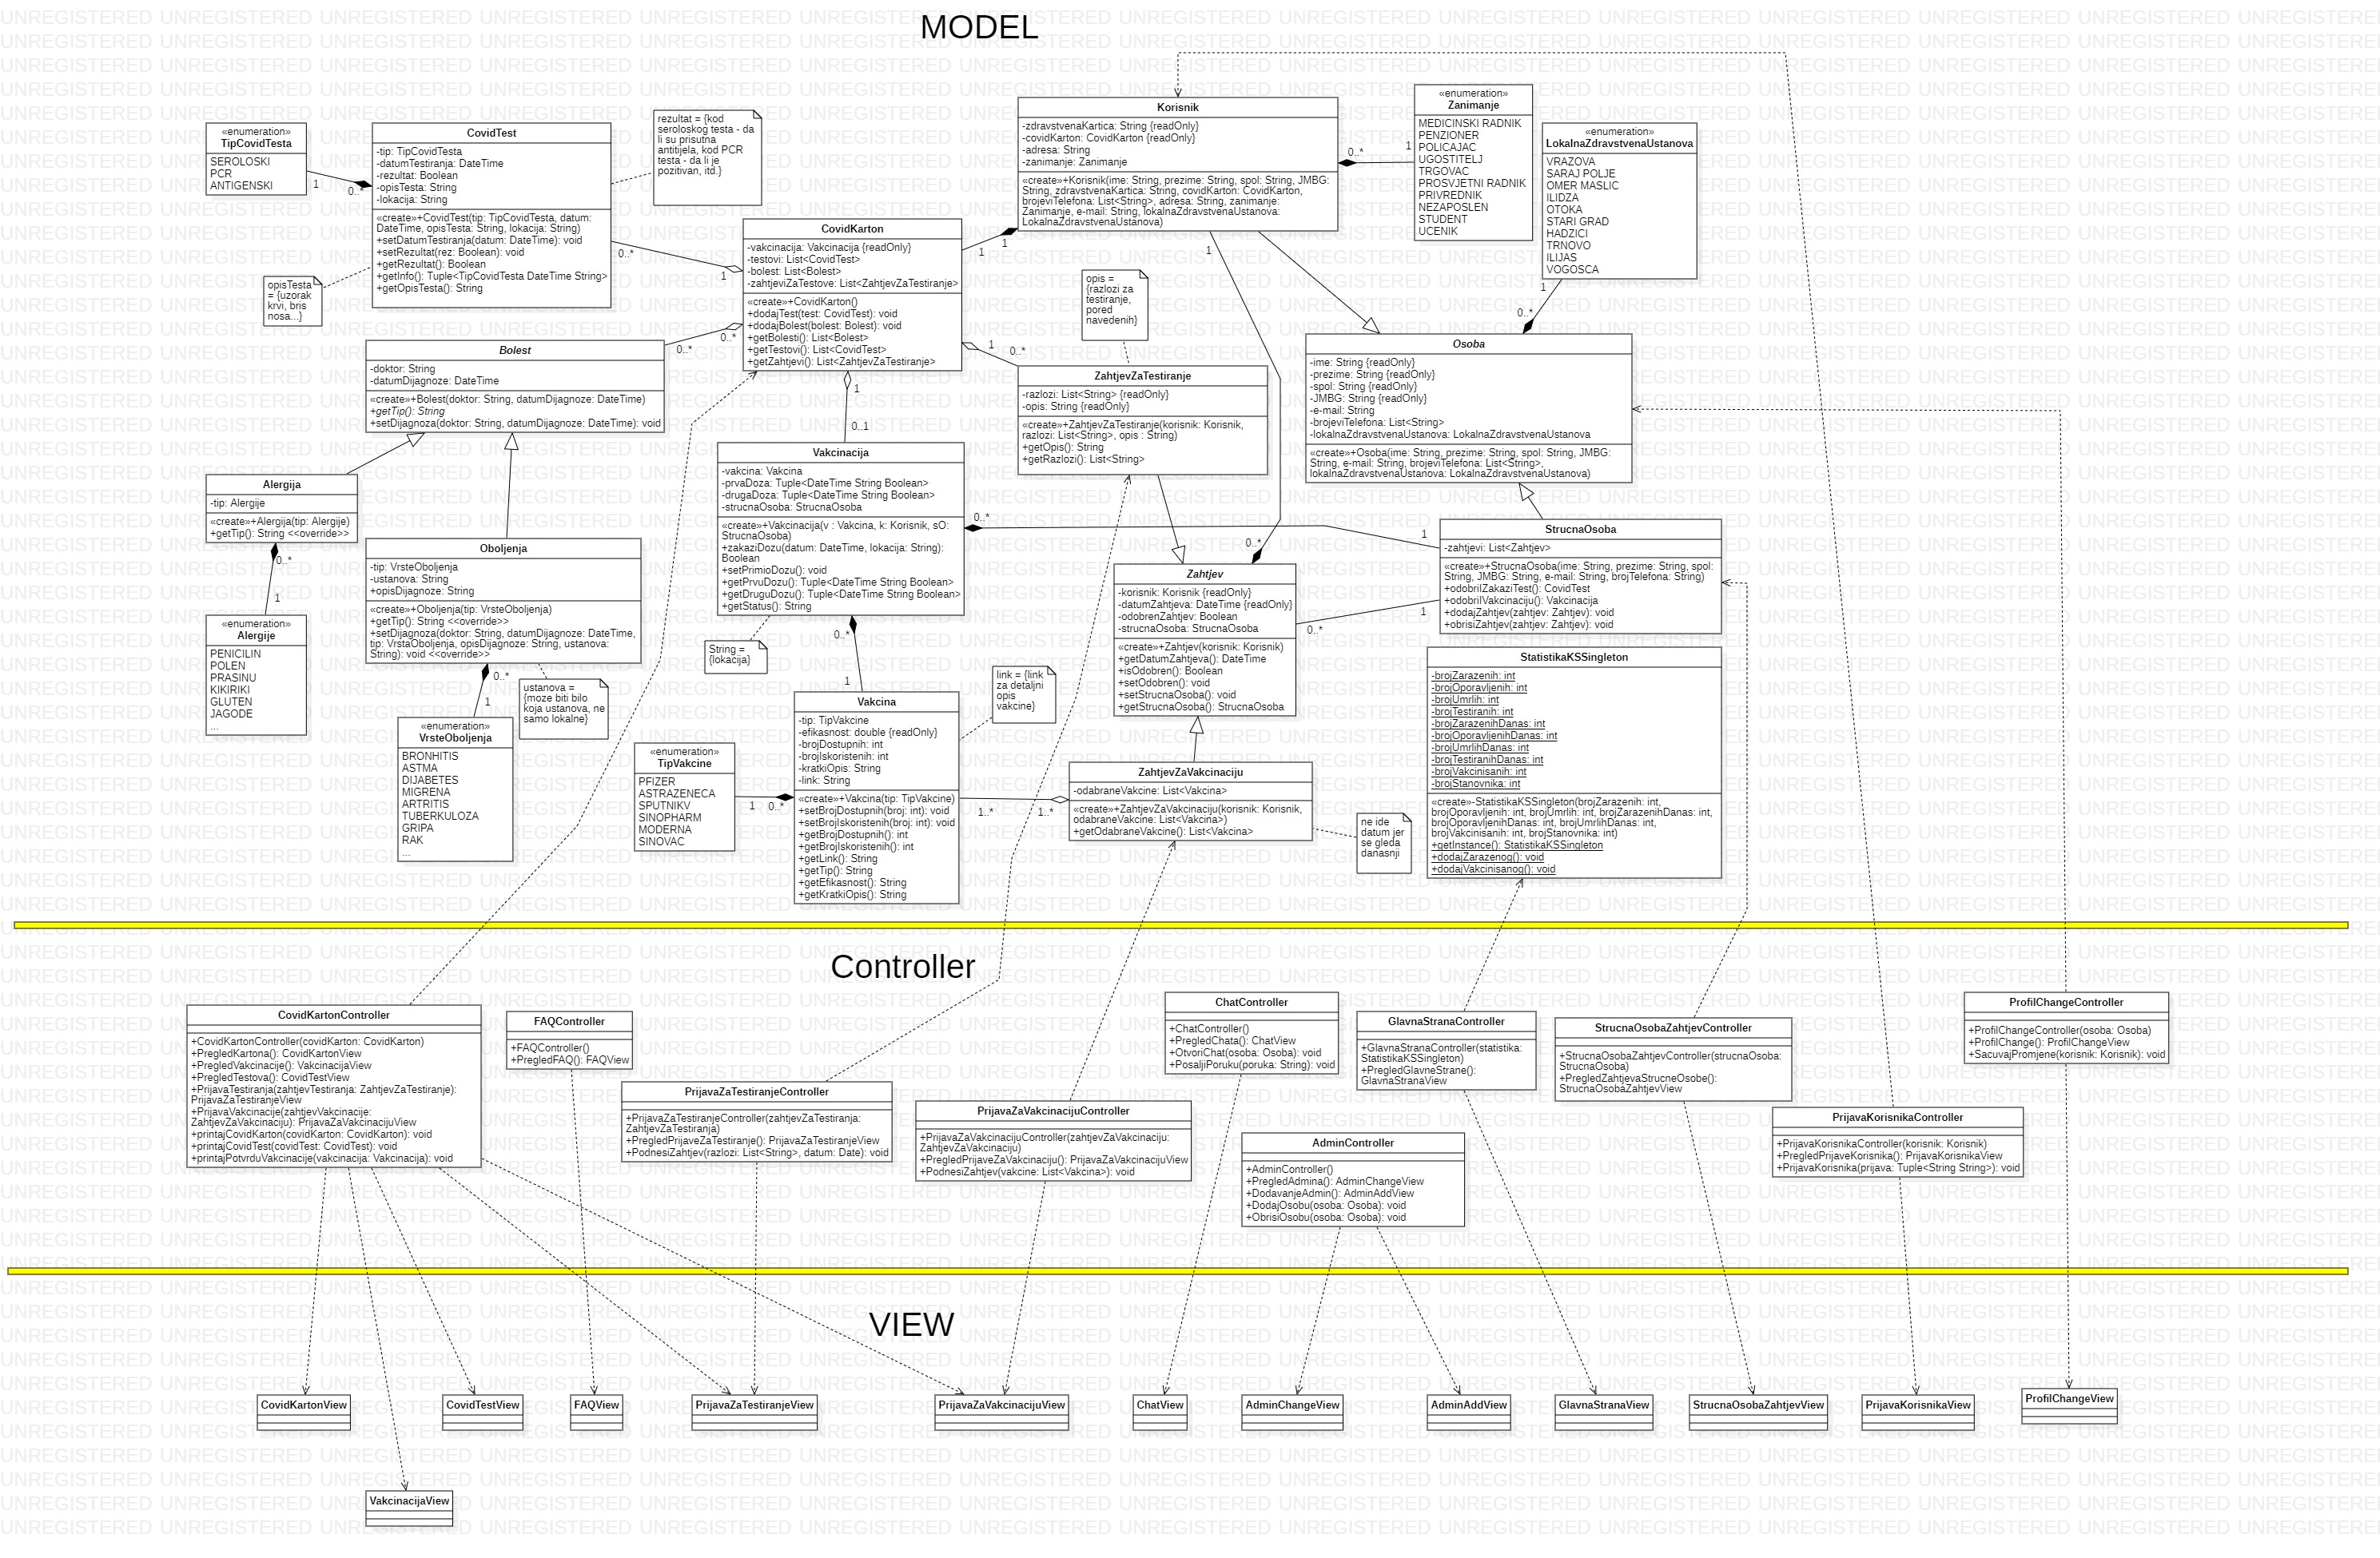 MODEL
«enumeration»
TipCovidTesta
SEROLOSKI
PCR
ANTIGENSKI
1
0..*
CovidTest
-tip: TipCovidTesta
-datumTestiranja: DateTime
-rezultat: Boolean
-opisTesta: String
-lokacija: String
«create»+CovidTest(tip: TipCovidTesta, datum:
DateTime, opisTesta: String, lokacija: String)
+setDatumTestiranja(datum: DateTime): void
+setRezultat(rez: Boolean): void
+getRezultat(): Boolean
+getInfo(): Tuple<TipCovidTesta DateTime String>
+getOpisTesta(): String
rezultat = {kod
seroloskog testa - da
li su prisutna
antitijela, kod PCR
testa - da li je
pozitivan, itd.}
opisTesta
= {uzorak
krvi, bris
nosa...}
0..*
1
CovidKarton
-vakcinacija: Vakcinacija {readOnly}
-testovi: List<CovidTest>
-bolest: List<Bolest>
-zahtjeviZaTestove: List<ZahtjevZaTestiranje>
«create»+CovidKarton()
+dodajTest(test: CovidTest): void
+dodajBolest(bolest: Bolest): void
+getBolesti(): List<Bolest>
+getTestovi(): List<CovidTest>
+getZahtjevi(): List<ZahtjevZaTestiranje>
1
1
Korisnik
-zdravstvenaKartica: String {readOnly}
-covidKarton: CovidKarton {readOnly}
-adresa: String
-zanimanje: Zanimanje
«create»+Korisnik(ime: String, prezime: String, spol: String, JMBG:
String, zdravstvenaKartica: String, covidKarton: CovidKarton,
brojeviTelefona: List<String>, adresa: String, zanimanje:
Zanimanje, e-mail: String, lokalnaZdravstvenaUstanova:
LokalnaZdravstvenaUstanova)
0..*
1
«enumeration»
Zanimanje
MEDICINSKI RADNIK
PENZIONER
POLICAJAC
UGOSTITELJ
TRGOVAC
PROSVJETNI RADNIK
PRIVREDNIK
NEZAPOSLEN
STUDENT
UCENIK
«enumeration»
LokalnaZdravstvenaUstanova
VRAZOVA
SARAJ POLJE
OMER MASLIC
ILIDZA
OTOKA
STARI GRAD
HADZICI
TRNOVO
ILIJAS
VOGOSCA
1
0..*
1
opis =
{razlozi za
testiranje,
pored
navedenih}
Osoba
-ime: String {readOnly}
-prezime: String {readOnly}
-spol: String {readOnly}
-JMBG: String {readOnly}
-e-mail: String
-brojeviTelefona: List<String>
-lokalnaZdravstvenaUstanova: LokalnaZdravstvenaUstanova
«create»+Osoba(ime: String, prezime: String, spol: String, JMBG:
String, e-mail: String, brojeviTelefona: List<String>,
lokalnaZdravstvenaUstanova: LokalnaZdravstvenaUstanova)
Bolest
-doktor: String
-datumDijagnoze: DateTime
«create»+Bolest(doktor: String, datumDijagnoze: DateTime)
+getTip(): String
+setDijagnoza(doktor: String, datumDijagnoze: DateTime): void
0..*
0..*
1
0..*
ZahtjevZaTestiranje
-razlozi: List<String> {readOnly}
-opis: String {readOnly}
«create»+ZahtjevZaTestiranje(korisnik: Korisnik,
razlozi: List<String>, opis : String)
+getOpis(): String
+getRazlozi(): List<String>
1
0..1
Vakcinacija
-vakcina: Vakcina
-prvaDoza: Tuple<DateTime String Boolean>
-drugaDoza: Tuple<DateTime String Boolean>
-strucnaOsoba: StrucnaOsoba
«create»+Vakcinacija(v : Vakcina, k: Korisnik, sO:
StrucnaOsoba)
+zakaziDozu(datum: DateTime, lokacija: String):
Boolean
+setPrimioDozu(): void
+getPrvuDozu(): Tuple<DateTime String Boolean>
+getDruguDozu(): Tuple<DateTime String Boolean>
+getStatus(): String
0..*
1
Alergija
-tip: Alergije
«create»+Alergija(tip: Alergije)
+getTip(): String <<override>>
0..*
1
«enumeration»
Alergije
PENICILIN
POLEN
PRASINU
KIKIRIKI
GLUTEN
JAGODE
...
Oboljenja
-tip: VrsteOboljenja
-ustanova: String
+opisDijagnoze: String
«create»+Oboljenja(tip: VrsteOboljenja)
+getTip(): String <<override>>
+setDijagnoza(doktor: String, datumDijagnoze: DateTime,
tip: VrstaOboljenja, opisDijagnoze: String, ustanova:
String): void <<override>>
0..*
1
ustanova =
{moze biti bilo
koja ustanova, ne
samo lokalne}
«enumeration»
VrsteOboljenja
BRONHITIS
ASTMA
DIJABETES
MIGRENA
ARTRITIS
TUBERKULOZA
GRIPA
RAK
...
String =
{lokacija}
0..*
1
StrucnaOsoba
-zahtjevi: List<Zahtjev>
«create»+StrucnaOsoba(ime: String, prezime: String, spol:
String, JMBG: String, e-mail: String, brojTelefona: String)
+odobriIZakaziTest(): CovidTest
+odobriIVakcinaciju(): Vakcinacija
+dodajZahtjev(zahtjev: Zahtjev): void
+obrisiZahtjev(zahtjev: Zahtjev): void
0..*
Zahtjev
-korisnik: Korisnik {readOnly}
-datumZahtjeva: DateTime {readOnly}
-odobrenZahtjev: Boolean
-strucnaOsoba: StrucnaOsoba
«create»+Zahtjev(korisnik: Korisnik)
+getDatumZahtjeva(): DateTime
+isOdobren(): Boolean
+setOdobren(): void
+setStrucnaOsoba(): void
+getStrucnaOsoba(): StrucnaOsoba
0..*
1
link = {link
za detaljni
opis
vakcine}
«enumeration»
TipVakcine
PFIZER
ASTRAZENECA
SPUTNIKV
SINOPHARM
MODERNA
SINOVAC
1
0..*
Vakcina
-tip: TipVakcine
-efikasnost: double {readOnly}
-brojDostupnih: int
-brojIskoristenih: int
-kratkiOpis: String
-link: String
«create»+Vakcina(tip: TipVakcine)
+setBrojDostupnih(broj: int): void
+setBrojIskoristenih(broj: int): void
+getBrojDostupnih(): int
+getBrojIskoristenih(): int
+getLink(): String
+getTip(): String
+getEfikasnost(): String
+getKratkiOpis(): String
1..*
1..*
ZahtjevZaVakcinaciju
-odabraneVakcine: List<Vakcina>
«create»+ZahtjevZaVakcinaciju(korisnik: Korisnik,
odabraneVakcine: List<Vakcina>)
+getOdabraneVakcine(): List<Vakcina>
ne ide
datum jer
se gleda
danasnji
StatistikaKSSingleton
-brojZarazenih: int
-brojOporavljenih: int
-brojUmrlih: int
-brojTestiranih: int
-brojZarazenihDanas: int
-brojOporavljenihDanas: int
-brojUmrlihDanas: int
-brojTestiranihDanas: int
-brojVakcinisanih: int
-brojStanovnika: int
«create»-StatistikaKSSingleton(brojZarazenih: int,
brojOporavljenih: int, brojUmrlih: int, brojZarazenihDanas: int,
brojOporavljenihDanas: int, brojUmrlihDanas: int,
brojVakcinisanih: int, brojStanovnika: int)
+getInstance(): StatistikaKSSingleton
+dodajZarazenog(): void
+dodajVakcinisanog(): void
Controller
CovidKartonController
+CovidKartonController(covidKarton: CovidKarton)
+PregledKartona(): CovidKartonView
+PregledVakcinacije(): VakcinacijaView
+PregledTestova(): CovidTestView
+PrijavaTestiranja(zahtjevTestiranja: ZahtjevZaTestiranje):
PrijavaZaTestiranjeView
+PrijavaVakcinacije(zahtjevVakcinacije:
ZahtjevZaVakcinaciju): PrijavaZaVakcinacijuView
+printajCovidKarton(covidKarton: CovidKarton): void
+printajCovidTest(covidTest: CovidTest): void
+printajPotvrduVakcinacije(vakcinacija: Vakcinacija): void
FAQController
+FAQController()
+PregledFAQ(): FAQView
PrijavaZaTestiranjeController
+PrijavaZaTestiranjeController(zahtjevZaTestiranja:
ZahtjevZaTestiranja)
+PregledPrijaveZaTestiranje(): PrijavaZaTestiranjeView
+PodnesiZahtjev(razlozi: List<String>, datum: Date): void
PrijavaZaVakcinacijuController
+PrijavaZaVakcinacijuController(zahtjevZaVakcinaciju:
ZahtjevZaVakcinaciju)
+PregledPrijaveZaVakcinaciju(): PrijavaZaVakcinacijuView
+PodnesiZahtjev(vakcine: List<Vakcina>): void
ChatController
+ChatController()
+PregledChata(): ChatView
+OtvoriChat(osoba: Osoba): void
+PosaljiPoruku(poruka: String): void
AdminController
+AdminController()
+PregledAdmina(): AdminChangeView
+DodavanjeAdmin(): AdminAddView
+DodajOsobu(osoba: Osoba): void
+ObrisiOsobu(osoba: Osoba): void
GlavnaStranaController
+GlavnaStranaController(statistika:
StatistikaKSSingleton)
+PregledGlavneStrane():
GlavnaStranaView
StrucnaOsobaZahtjevController
+StrucnaOsobaZahtjevController(strucnaOsoba:
StrucnaOsoba)
+PregledZahtjevaStrucneOsobe():
StrucnaOsobaZahtjevView
PrijavaKorisnikaController
+PrijavaKorisnikaController(korisnik: Korisnik)
+PregledPrijaveKorisnika(): PrijavaKorisnikaView
+PrijavaKorisnika(prijava: Tuple<String String>): void
ProfilChangeController
+ProfilChangeController(osoba: Osoba)
+ProfilChange(): ProfilChangeView
+SacuvajPromjene(korisnik: Korisnik): void
VIEW
CovidKartonView
CovidTestView
FAQView
PrijavaZaTestiranjeView
PrijavaZaVakcinacijuView
ChatView
AdminChangeView
AdminAddView
GlavnaStranaView
StrucnaOsobaZahtjevView
PrijavaKorisnikaView
ProfilChangeView
VakcinacijaView